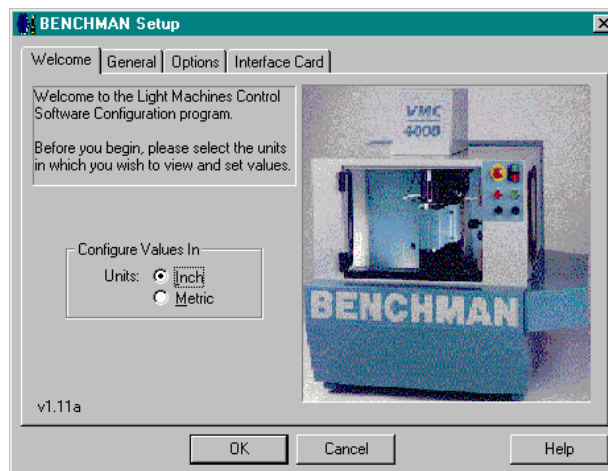 BENCHMAN Setup
Welcome General Options Interface Card
Welcome to the Light Machines Control
Software Configuration program.
Before you begin, please select the units
in which you wish to view and set values.
VMC
4000
Configure Values In
Units: Inch
Metric
BENCHMAN
v1.11a
OK Cancel Help